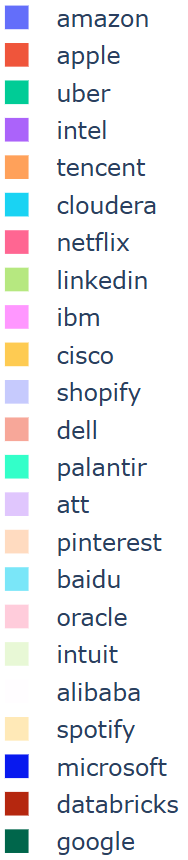 amazon
apple
uber
intel
tencent
cloudera
netflix
linkedin
ibm
cisco
shopify
dell
palantir
att
pinterest
baidu
oracle
intuit
alibaba
spotify
microsoft
databricks
google